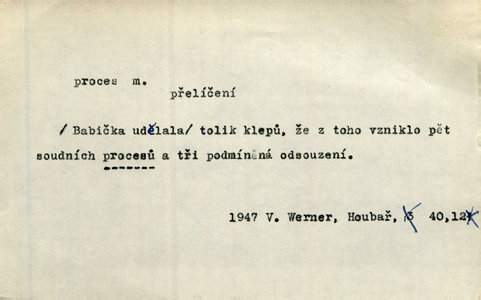 proces m.
přelíčení
/Babička udělala/ tolik klepů, že z toho vzniklo pět
soudních procesů a tři podmíněná odsouzení.
1947 V. Werner, Houbař, 3 40,12